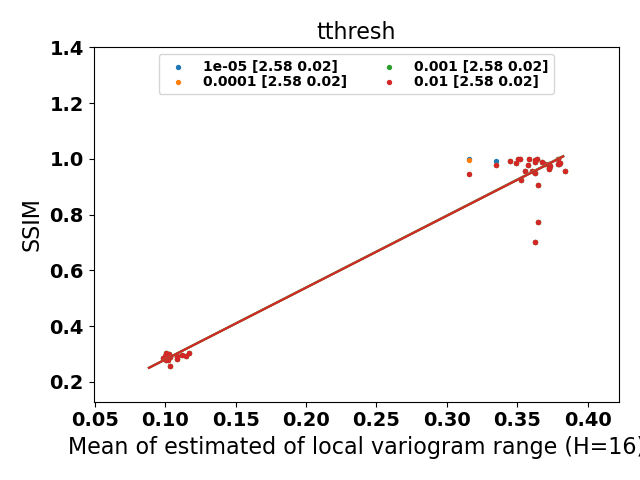 tthresh
1e-05 [2.58 0.02]
0.0001 [2.58 0.02]
0.001 [2.58 0.02]
0.01 [2.58 0.02]
1.4
1.2
1.0
0.8
0.6
0.4
0.2
SSIM
0.05 0.10 0.15 0.20 0.25 0.30 0.35 0.40
Mean of estimated of local variogram range (H=16)